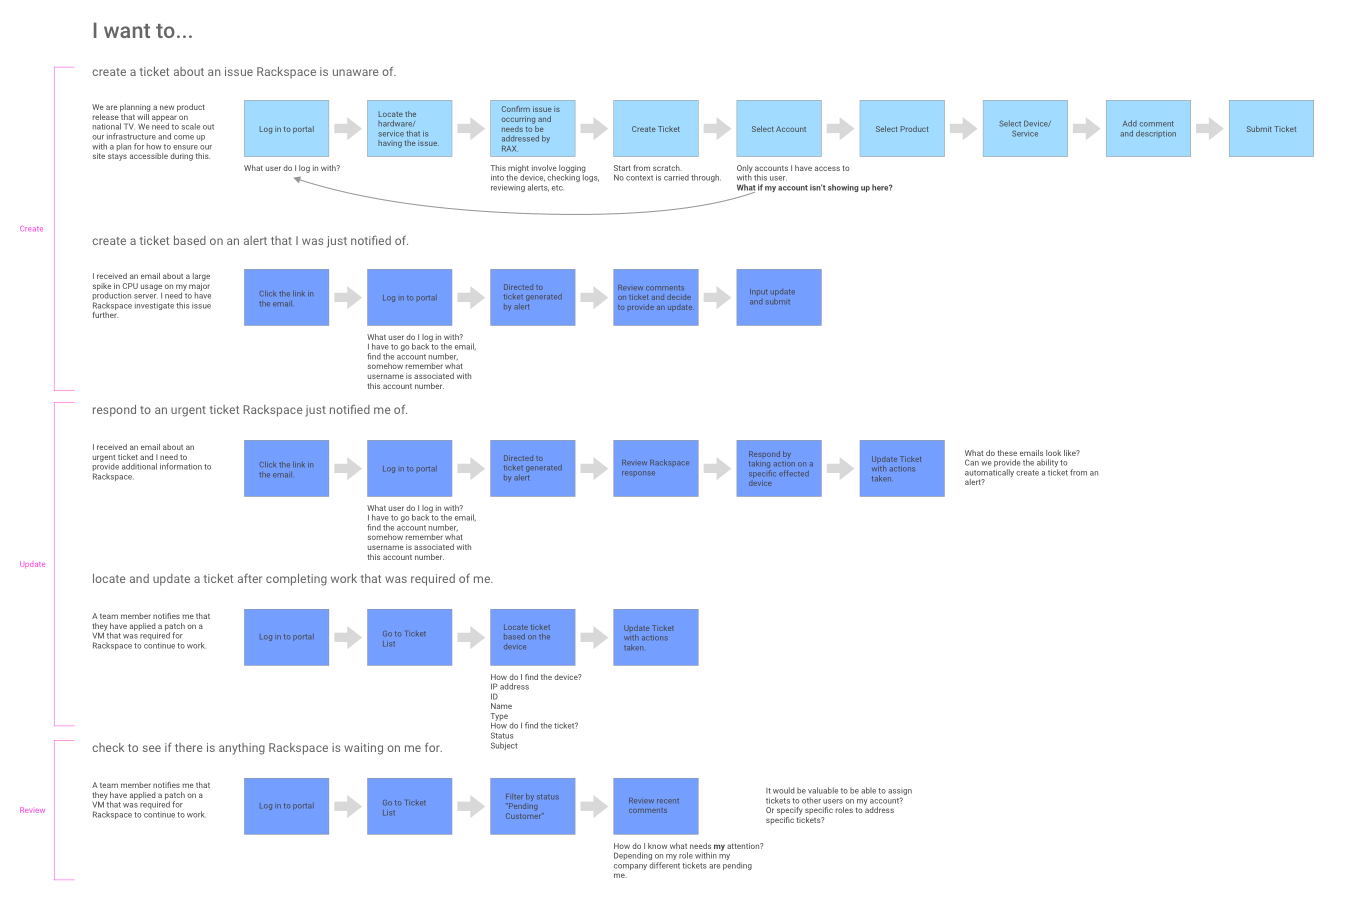 I want to...
create a ticket about an issue Rackspace is unaware of.
We are planning a new product
release that will appear on
national TV. We need to scale out
our infrastructure and come up
with a plan for how to ensure our
site stays accessible during this.
Log in to portal
Locate the
hardware/
service that is
having the issue.
Confirm issue is
occurring and
needs to be
addressed by
RAX.
Create Ticket
Select Account
Select Product
Select Device/
Service
Add comment
and description
Submit Ticket
What user do I log in with?
This might involve logging
into the device, checking logs,
reviewing alerts, etc.
Start from scratch.
No context is carried through.
Only accounts I have access to
with this user.
What if my account isn't showing up here?
Create
create a ticket based on an alert that I was just notified of.
I received an email about a large
spike in CPU usage on my major
production server. I need to have
Rackspace investigate this issue
further.
Click the link in
the email.
Log in to portal
Directed to
ticket generated
by alert
Review comments
on ticket and decide
to provide an update.
Input update
and submit
What user do I log in with?
I have to go back to the email,
find the account number,
somehow remember what
username is associated with
this account number.
respond to an urgent ticket Rackspace just notified me of.
I received an email about an
urgent ticket and I need to
provide additional information to
Rackspace.
Click the link in
the email.
Log in to portal
Directed to
ticket generated
by alert
Review Rackspace
response
Respond by
taking action on a
specific effected
device
Update Ticket
with actions
taken.
What do these emails look like?
Can we provide the ability to
automatically create a ticket from an
alert?
What user do I log in with?
I have to go back to the email,
find the account number,
somehow remember what
username is associated with
this account number.
Update
locate and update a ticket after completing work that was required of me.
A team member notifies me that
they have applied a patch on a
VM that was required for
Rackspace to continue to work.
Log in to portal
Go to Ticket
List
Locate ticket
based on the
device
Update Ticket
with actions
taken.
How do I find the device?
IP address
ID
Name
Type
How do I find the ticket?
Status
Subject
check to see if there is anything Rackspace is waiting on me for.
A team member notifies me that
they have applied a patch on a
VM that was required for
Rackspace to continue to work.
Log in to portal
Go to Ticket
List
Filter by status
"Pending
Customer"
Review recent
comments
It would be valuable to be able to assign
tickets to other users on my account?
Or specify specific roles to address
specific tickets?
Review
How do I know what needs my attention?
Depending on my role within my
company different tickets are pending
me.